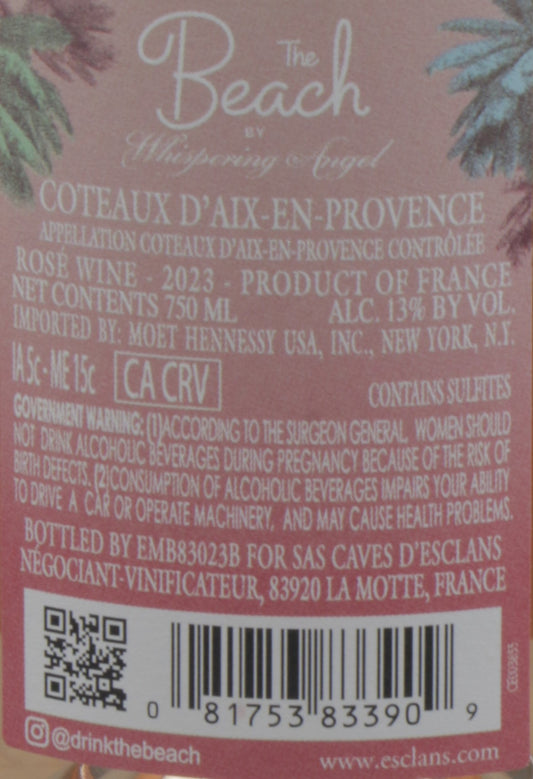 The
Beach
BY
Whispering Angel
COTEAUX D'AIX-EN-PROVENCE
APPELLATION COTEAUX D'AIX-EN-PROVENCE CONTRÔLÉE
ROSÉ WINE - 2023 - PRODUCT OF FRANCE
NET CONTENTS 750 ML ALC. 13% BY VOL.
IMPORTED BY: MOET HENNESSY USA, INC., NEW YORK, N.Y.
IA 5c - ME 15c CA CRV CONTAINS SULFITES
GOVERNMENT WARNING: (1) ACCORDING TO THE SURGEON GENERAL, WOMEN SHOULD
NOT DRINK ALCOHOLIC BEVERAGES DURING PREGNANCY BECAUSE OF THE RISK OF
BIRTH DEFECTS. (2) CONSUMPTION OF ALCOHOLIC BEVERAGES IMPAIRS YOUR ABILITY
TO DRIVE A CAR OR OPERATE MACHINERY, AND MAY CAUSE HEALTH PROBLEMS.
BOTTLED BY EMB83023B FOR SAS CAVES D'ESCLANS
NÉGOCIANT-VINIFICATEUR, 83920 LA MOTTE, FRANCE
0 81753 83390 9
@drinkthebeach
www.esclans.com